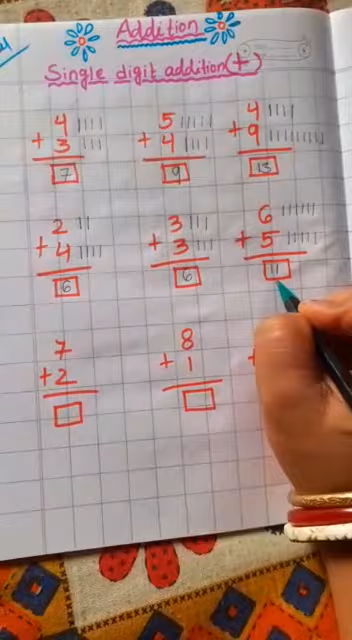 Addition
Single digit addition(+)
4 5 4
+ 3 + 4 + 9
7 9 13
2 3 6
+ 4 + 3 + 5
6 6 11
7 8
+ 2 + 1
+